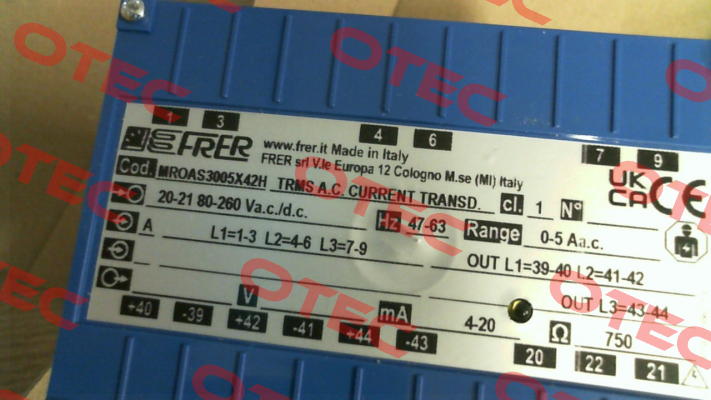 OTEC OTEC OTEC OTEC
1 3 4 6 7 9
FRER www.frer.it Made in Italy
FRER srl V.le Europa 12 Cologno M.se (MI) Italy
UK CA CE
Cod. MROAS3005X42H TRMS A.C. CURRENT TRANSD. cl. 1 N°
20-21 80-260 Va.c./d.c. Hz 47-63 Range 0-5 Aa.c.
A L1=1-3 L2=4-6 L3=7-9 OUT L1=39-40 L2=41-42
OUT L3=43-44
V mA 4-20 Ω 750
+40 -39 +42 -41 +44 -43 20 22 21